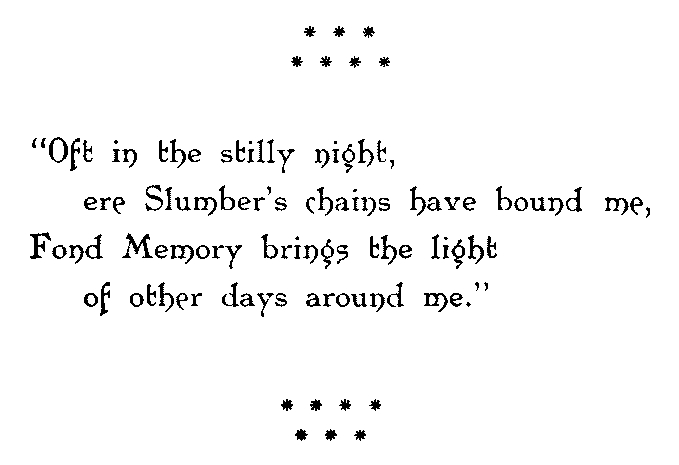 * * *
* * * *
“Oft in the stilly night,
ere Slumber’s chains have bound me,
Fond Memory brings the light
of other days around me.”
* * * *
* * *